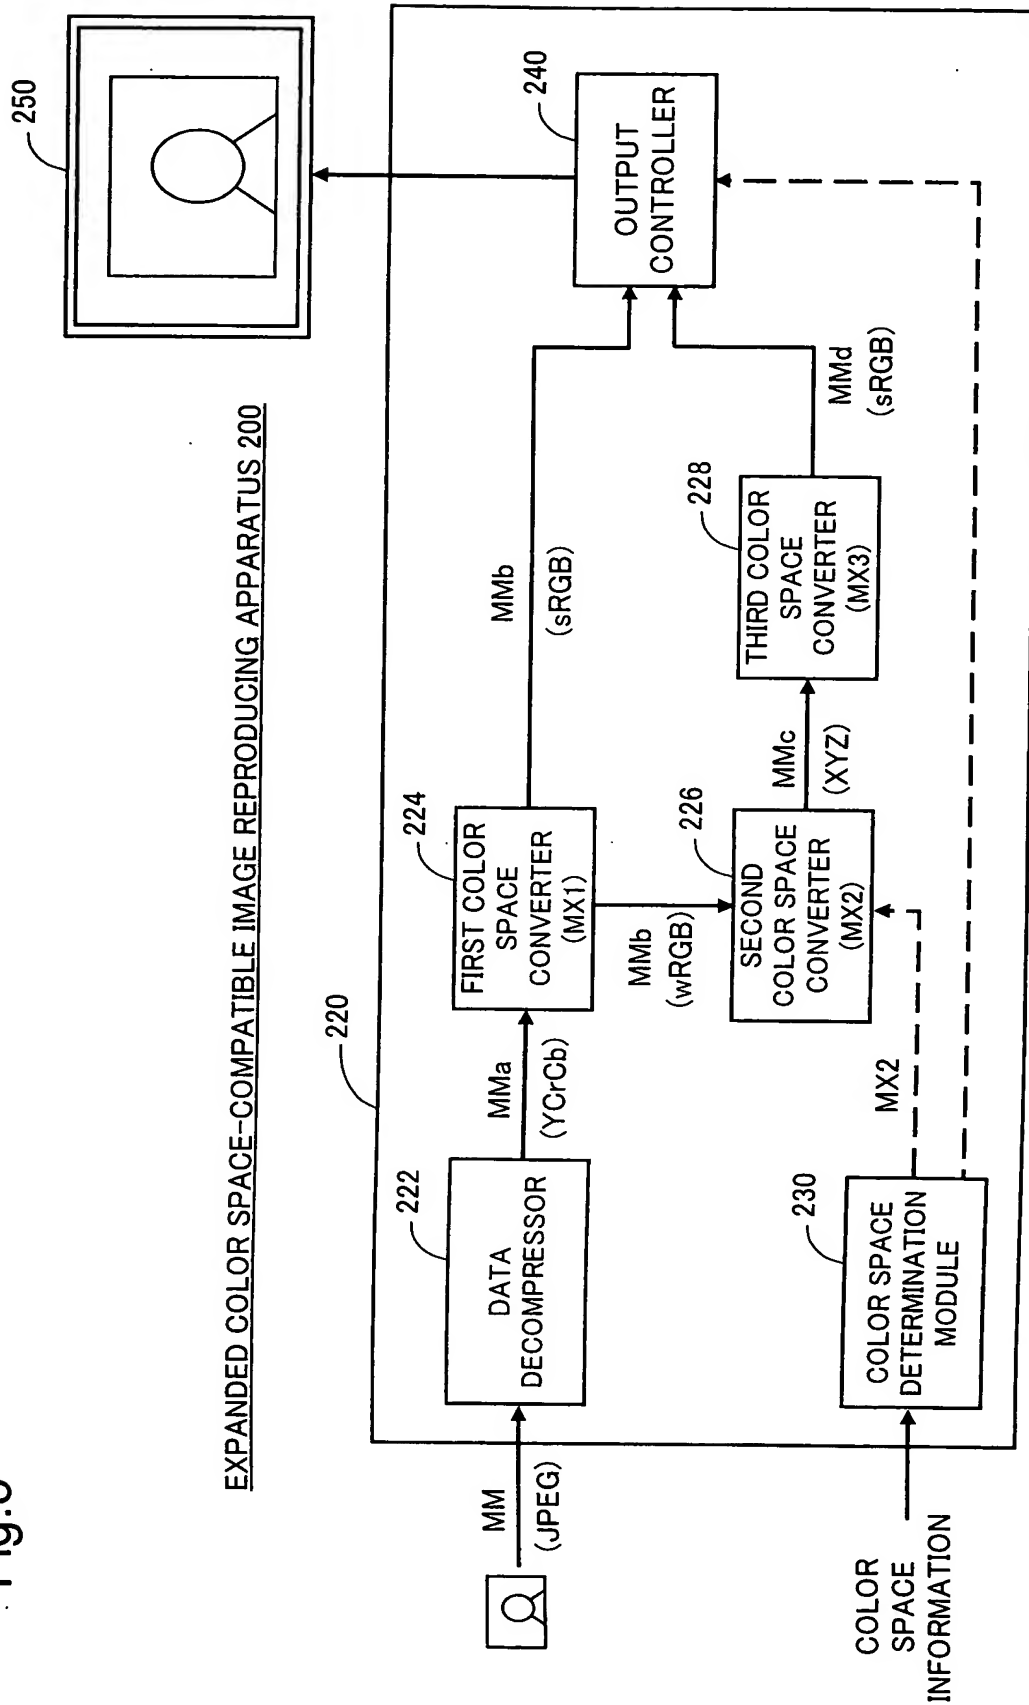 250
EXPANDED COLOR SPACE-COMPATIBLE IMAGE REPRODUCING APPARATUS 200
220
MM
(JPEG)
222
DATA
DECOMPRESSOR
MMa
(YCrCb)
224
FIRST COLOR
SPACE
CONVERTER
(MX1)
MMb
(sRGB)
240
OUTPUT
CONTROLLER
MMb
(wRGB)
226
SECOND
COLOR SPACE
CONVERTER
(MX2)
MMc
(XYZ)
228
THIRD COLOR
SPACE
CONVERTER
(MX3)
MMd
(sRGB)
COLOR
SPACE
INFORMATION
230
COLOR SPACE
DETERMINATION
MODULE
MX2